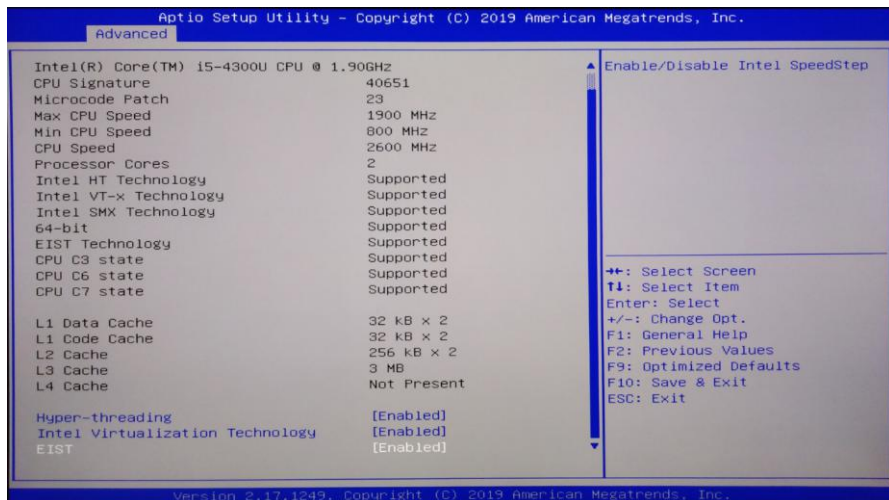 Aptio Setup Utility – Copyright (C) 2019 American Megatrends, Inc.
Advanced
Intel(R) Core(TM) i5-4300U CPU @ 1.90GHz
CPU Signature 40651
Microcode Patch 23
Max CPU Speed 1900 MHz
Min CPU Speed 800 MHz
CPU Speed 2600 MHz
Processor Cores 2
Intel HT Technology Supported
Intel VT-x Technology Supported
Intel SMX Technology Supported
64-bit Supported
EIST Technology Supported
CPU C3 state Supported
CPU C6 state Supported
CPU C7 state Supported
L1 Data Cache 32 kB x 2
L1 Code Cache 32 kB x 2
L2 Cache 256 kB x 2
L3 Cache 3 MB
L4 Cache Not Present
Hyper-threading [Enabled]
Intel Virtualization Technology [Enabled]
EIST [Enabled]
Enable/Disable Intel SpeedStep
→←: Select Screen
↑↓: Select Item
Enter: Select
+/-: Change Opt.
F1: General Help
F2: Previous Values
F9: Optimized Defaults
F10: Save & Exit
ESC: Exit
Version 2.17.1249. Copyright (C) 2019 American Megatrends, Inc.